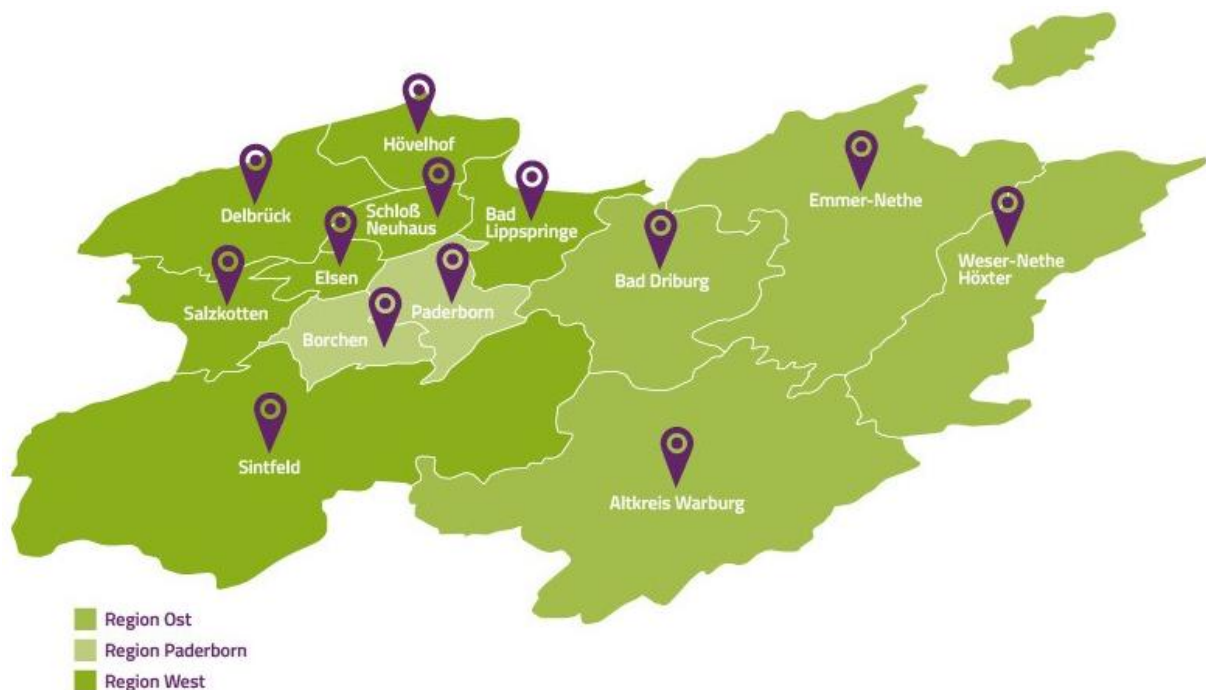 Hövelhof
Delbrück
Schloß
Neuhaus
Bad
Lippspringe
Emmer-Nethe
Weser-Nethe
Höxter
Elsen
Bad Driburg
Salzkotten
Paderborn
Borchen
Sintfeld
Altkreis Warburg
Region Ost
Region Paderborn
Region West